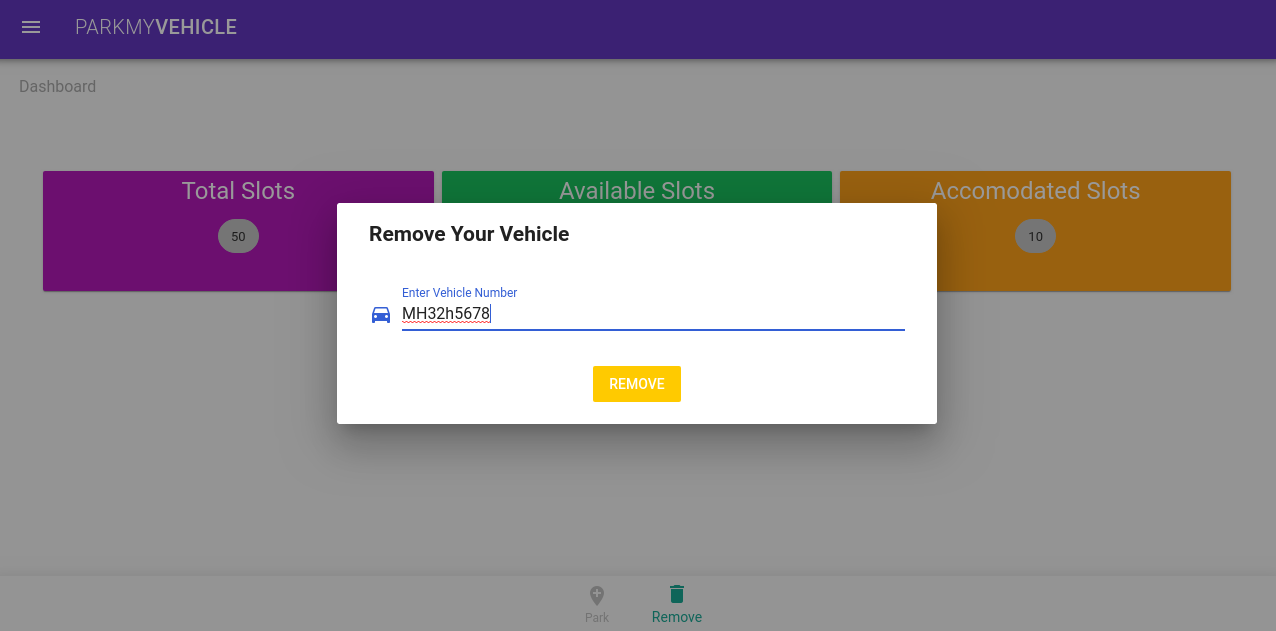 PARKMYVEHICLE
Dashboard
Total Slots
Available Slots
Accomodated Slots
50
10
Remove Your Vehicle
Enter Vehicle Number
MH32h5678
REMOVE
Park
Remove